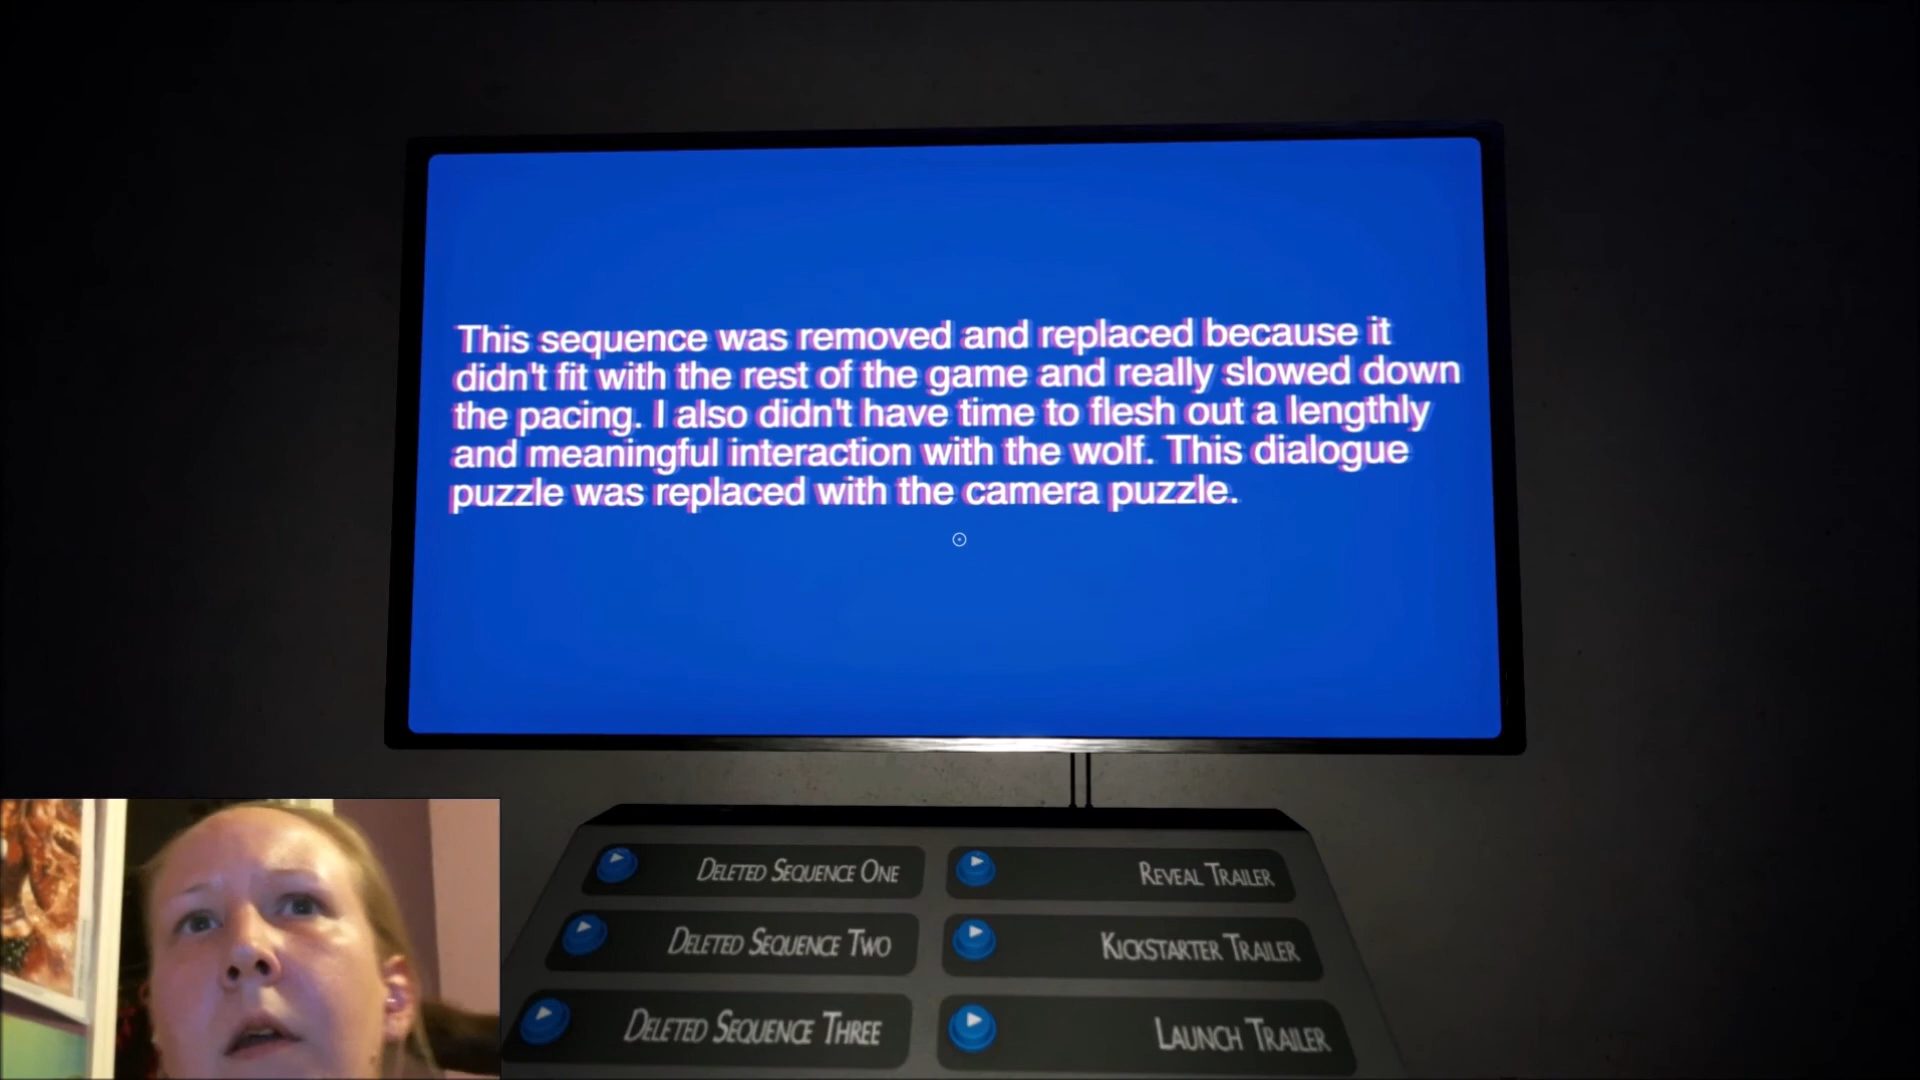 This sequence was removed and replaced because it
didn't fit with the rest of the game and really slowed down
the pacing. I also didn't have time to flesh out a lengthly
and meaningful interaction with the wolf. This dialogue
puzzle was replaced with the camera puzzle.
DELETED SEQUENCE ONE
REVEAL TRAILER
DELETED SEQUENCE TWO
KICKSTARTER TRAILER
DELETED SEQUENCE THREE
LAUNCH TRAILER